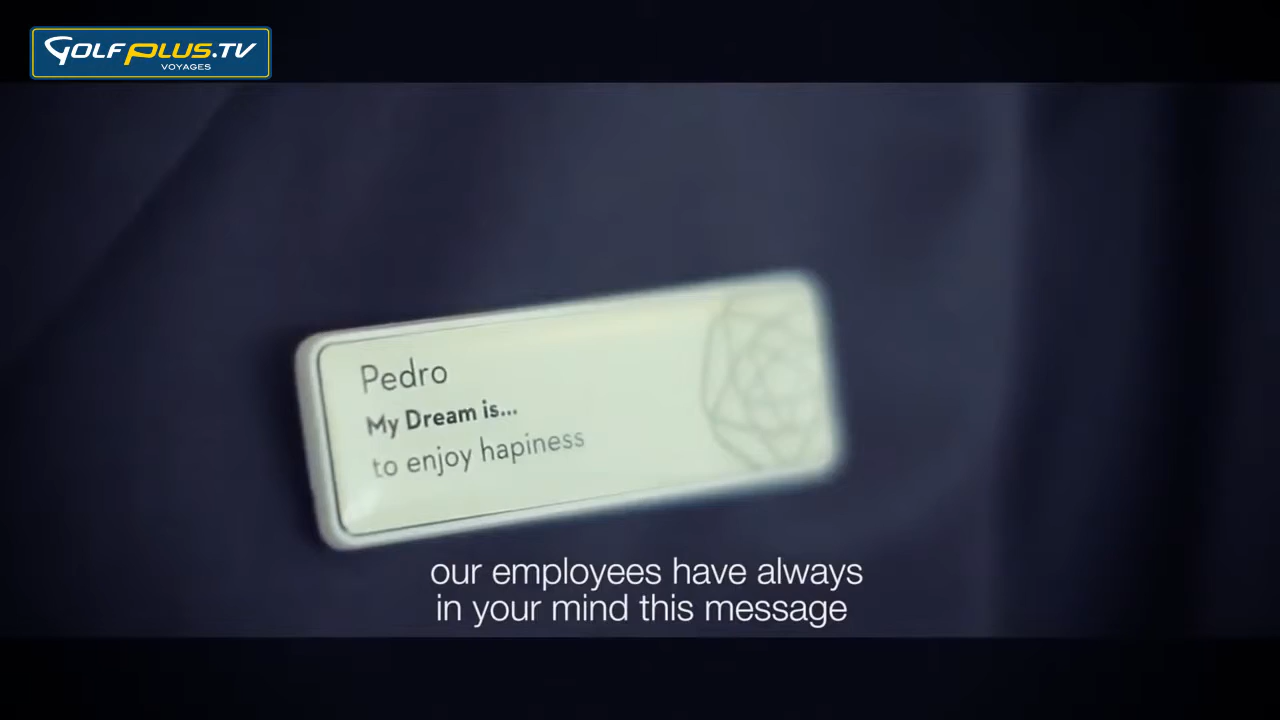 GOLFPLUS.TV
VOYAGES
Pedro
My Dream is...
to enjoy hapiness
our employees have always
in your mind this message